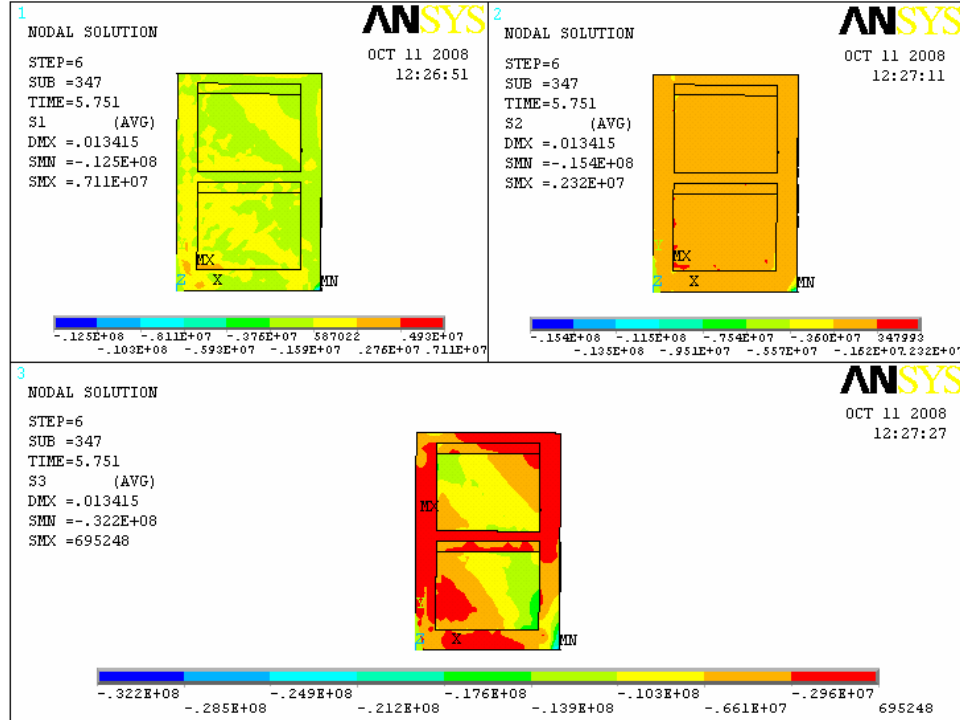 1
ANSYS
NODAL SOLUTION
OCT 11 2008
12:26:51
STEP=6
SUB =347
TIME=5.751
S1 (AVG)
DMX =.013415
SMN =-.125E+08
SMX =.711E+07
MX
Z X MN
-.125E+08 -.811E+07 -.376E+07 587022 .493E+07
-.103E+08 -.593E+07 -.159E+07 .276E+07 .711E+07
2
ANSYS
NODAL SOLUTION
OCT 11 2008
12:27:11
STEP=6
SUB =347
TIME=5.751
S2 (AVG)
DMX =.013415
SMN =-.154E+08
SMX =.232E+07
Y
MX
Z X MN
-.154E+08 -.115E+08 -.754E+07 -.360E+07 347993
-.135E+08 -.951E+07 -.557E+07 -.162E+07 .232E+07
3
ANSYS
NODAL SOLUTION
OCT 11 2008
12:27:27
STEP=6
SUB =347
TIME=5.751
S3 (AVG)
DMX =.013415
SMN =-.322E+08
SMX =695248
MX
Y
Z X MN
-.322E+08 -.249E+08 -.176E+08 -.103E+08 -.296E+07
-.285E+08 -.212E+08 -.139E+08 -.661E+07 695248